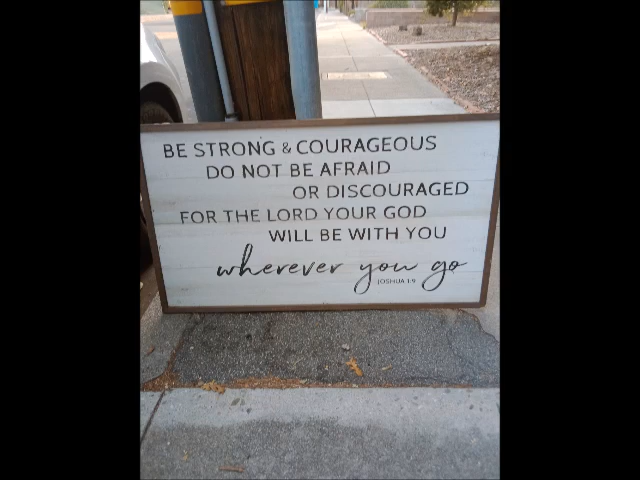 BE STRONG & COURAGEOUS
DO NOT BE AFRAID
OR DISCOURAGED
FOR THE LORD YOUR GOD
WILL BE WITH YOU
wherever you go
JOSHUA 1:9